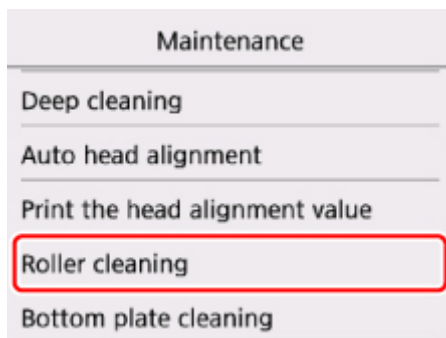 Maintenance
Deep cleaning
Auto head alignment
Print the head alignment value
Roller cleaning
Bottom plate cleaning